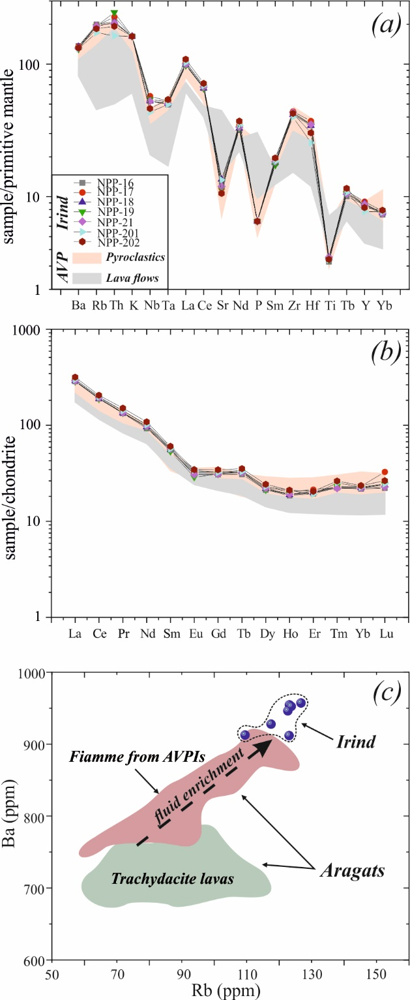 (a)
sample/primitive mantle
100
10
1
Irind
NPP-16
NPP-17
NPP-18
NPP-19
NPP-21
NPP-201
NPP-202
AVP
Pyroclastics
Lava flows
Ba Rb Th K Nb Ta La Ce Sr Nd P Sm Zr Hf Ti Tb Y Yb
(b)
sample/chondrite
1000
100
10
1
La Ce Pr Nd Sm Eu Gd Tb Dy Ho Er Tm Yb Lu
(c)
Ba (ppm)
1000
900
800
700
600
Irind
Fiamme from AVPIs
fluid enrichment
Aragats
Trachydacite lavas
50 70 90 110 130 150
Rb (ppm)